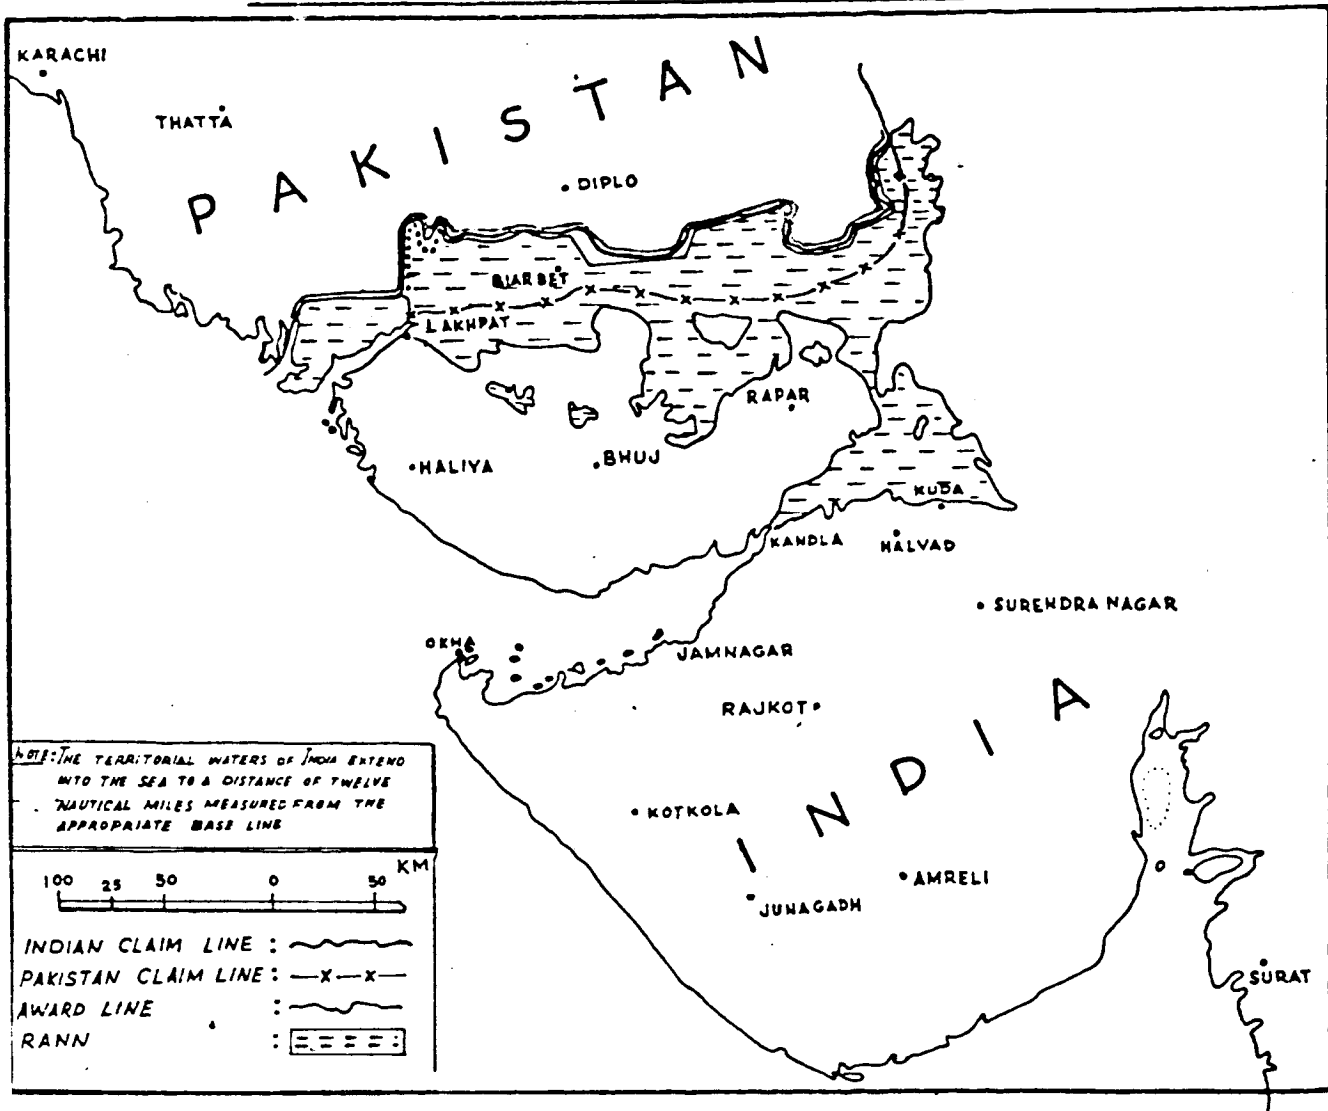 KARACHI
THATTA
PAKISTAN
DIPLO
BIARBET
LAKHPAT
RAPAR
HALIYA
BHUJ
KUDA
KANDLA
HALVAD
SURENDRA NAGAR
OKHA
JAMNAGAR
RAJKOT
INDIA
KOTKOLA
AMRELI
JUNAGADH
SURAT
NOTE: THE TERRITORIAL WATERS OF INDIA EXTEND
INTO THE SEA TO A DISTANCE OF TWELVE
NAUTICAL MILES MEASURED FROM THE
APPROPRIATE BASE LINE
KM
100 25 50 0 50
INDIAN CLAIM LINE :
PAKISTAN CLAIM LINE :
AWARD LINE :
RANN :